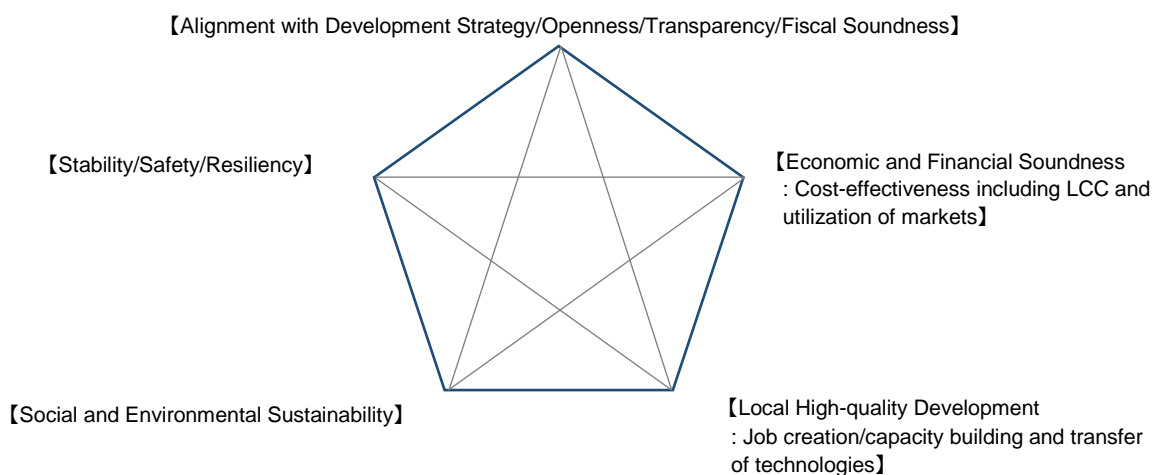 【Alignment with Development Strategy/Openness/Transparency/Fiscal Soundness】
【Stability/Safety/Resiliency】
【Economic and Financial Soundness
: Cost-effectiveness including LCC and
utilization of markets】
【Social and Environmental Sustainability】
【Local High-quality Development
: Job creation/capacity building and transfer
of technologies】